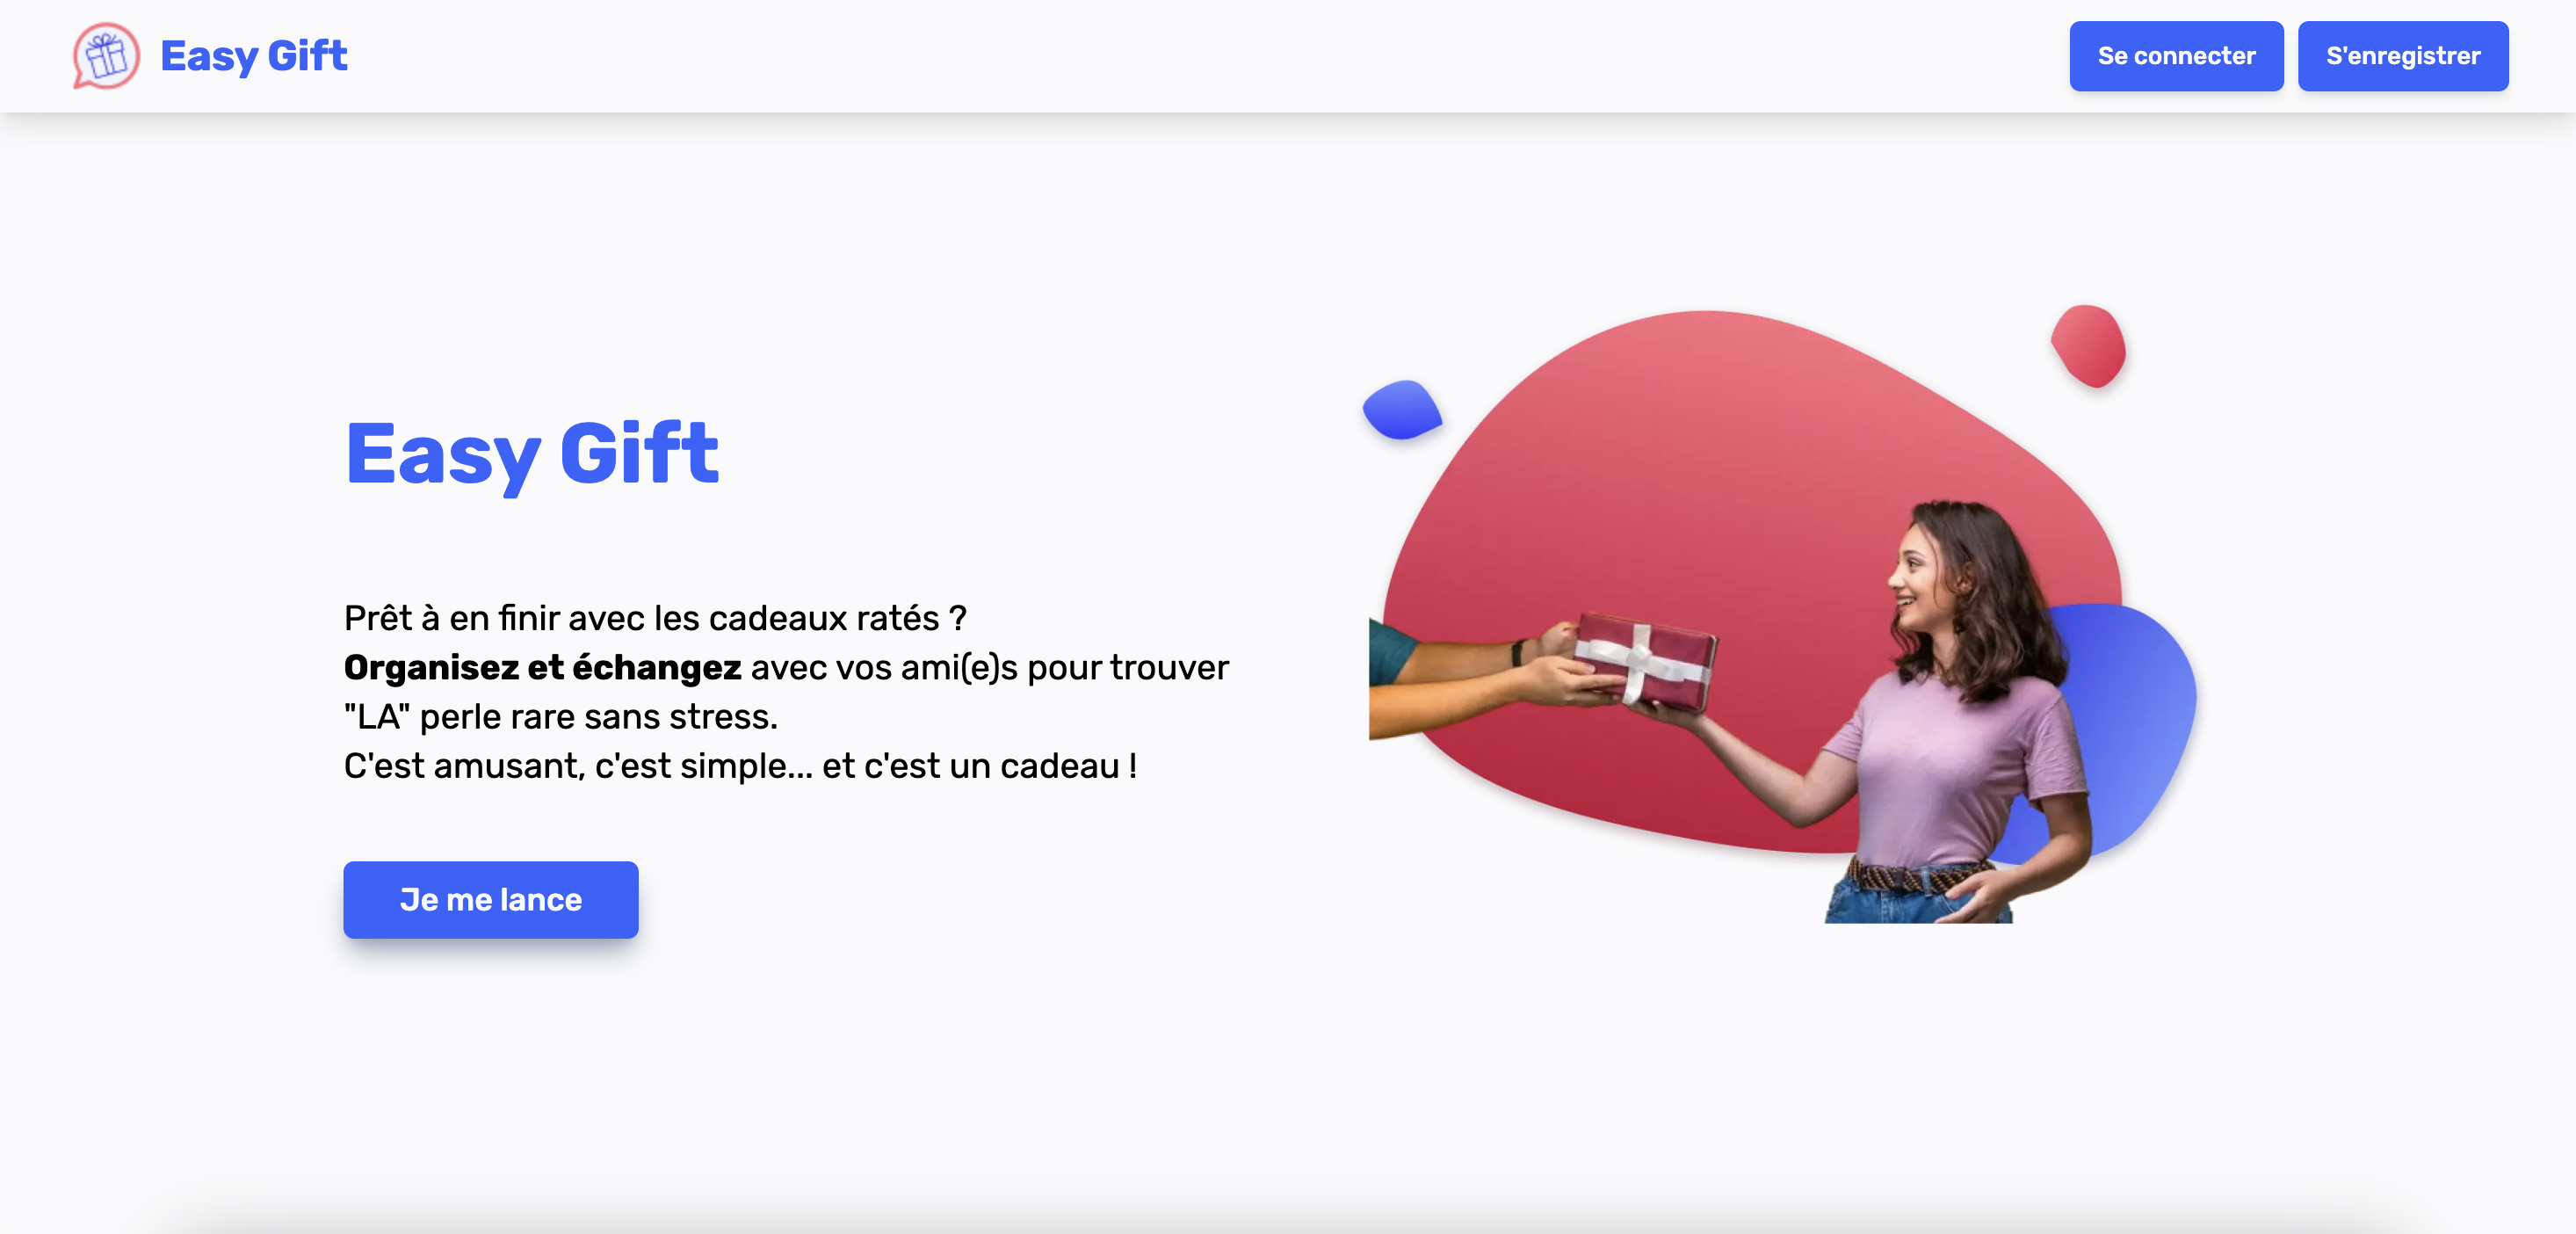 Easy Gift
Se connecter
S'enregistrer
Easy Gift
Prêt à en finir avec les cadeaux ratés ?
Organisez et échangez avec vos ami(e)s pour trouver
"LA" perle rare sans stress.
C'est amusant, c'est simple... et c'est un cadeau !
Je me lance